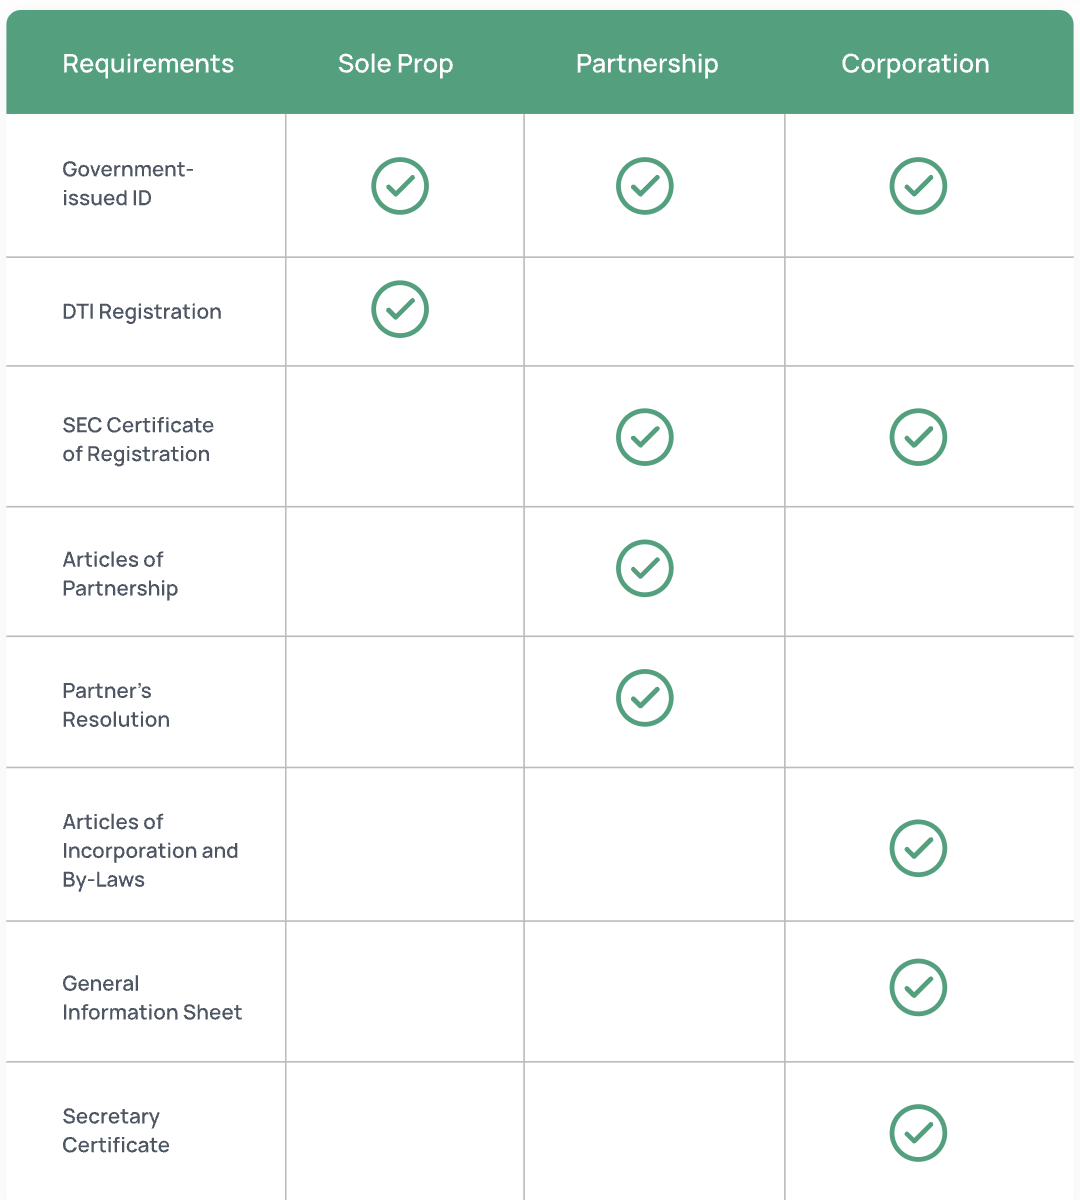 Requirements Sole Prop Partnership Corporation
Government-
issued ID
DTI Registration
SEC Certificate
of Registration
Articles of
Partnership
Partner's
Resolution
Articles of
Incorporation and
By-Laws
General
Information Sheet
Secretary
Certificate